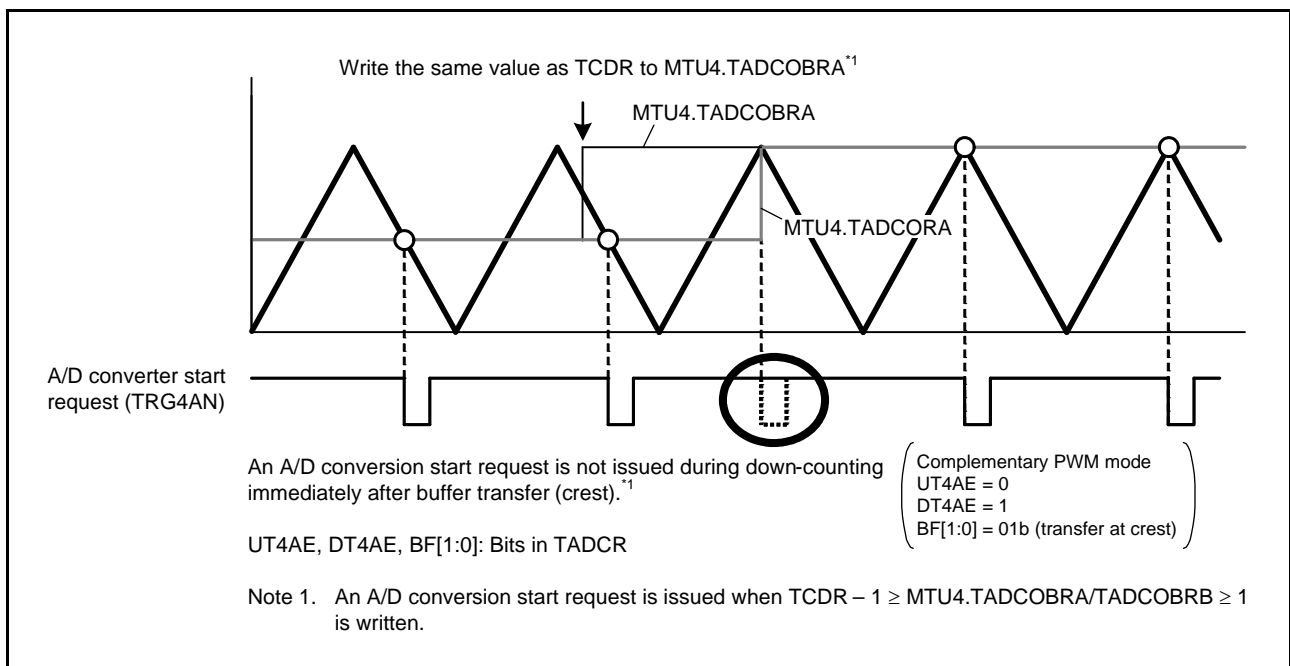 Write the same value as TCDR to MTU4.TADCOBRA*1
MTU4.TADCOBRA
MTU4.TADCORA
A/D converter start
request (TRG4AN)
An A/D conversion start request is not issued during down-counting
immediately after buffer transfer (crest).*1
Complementary PWM mode
UT4AE = 0
DT4AE = 1
BF[1:0] = 01b (transfer at crest)
UT4AE, DT4AE, BF[1:0]: Bits in TADCR
Note 1. An A/D conversion start request is issued when TCDR – 1 ≥ MTU4.TADCOBRA/TADCOBRB ≥ 1
is written.